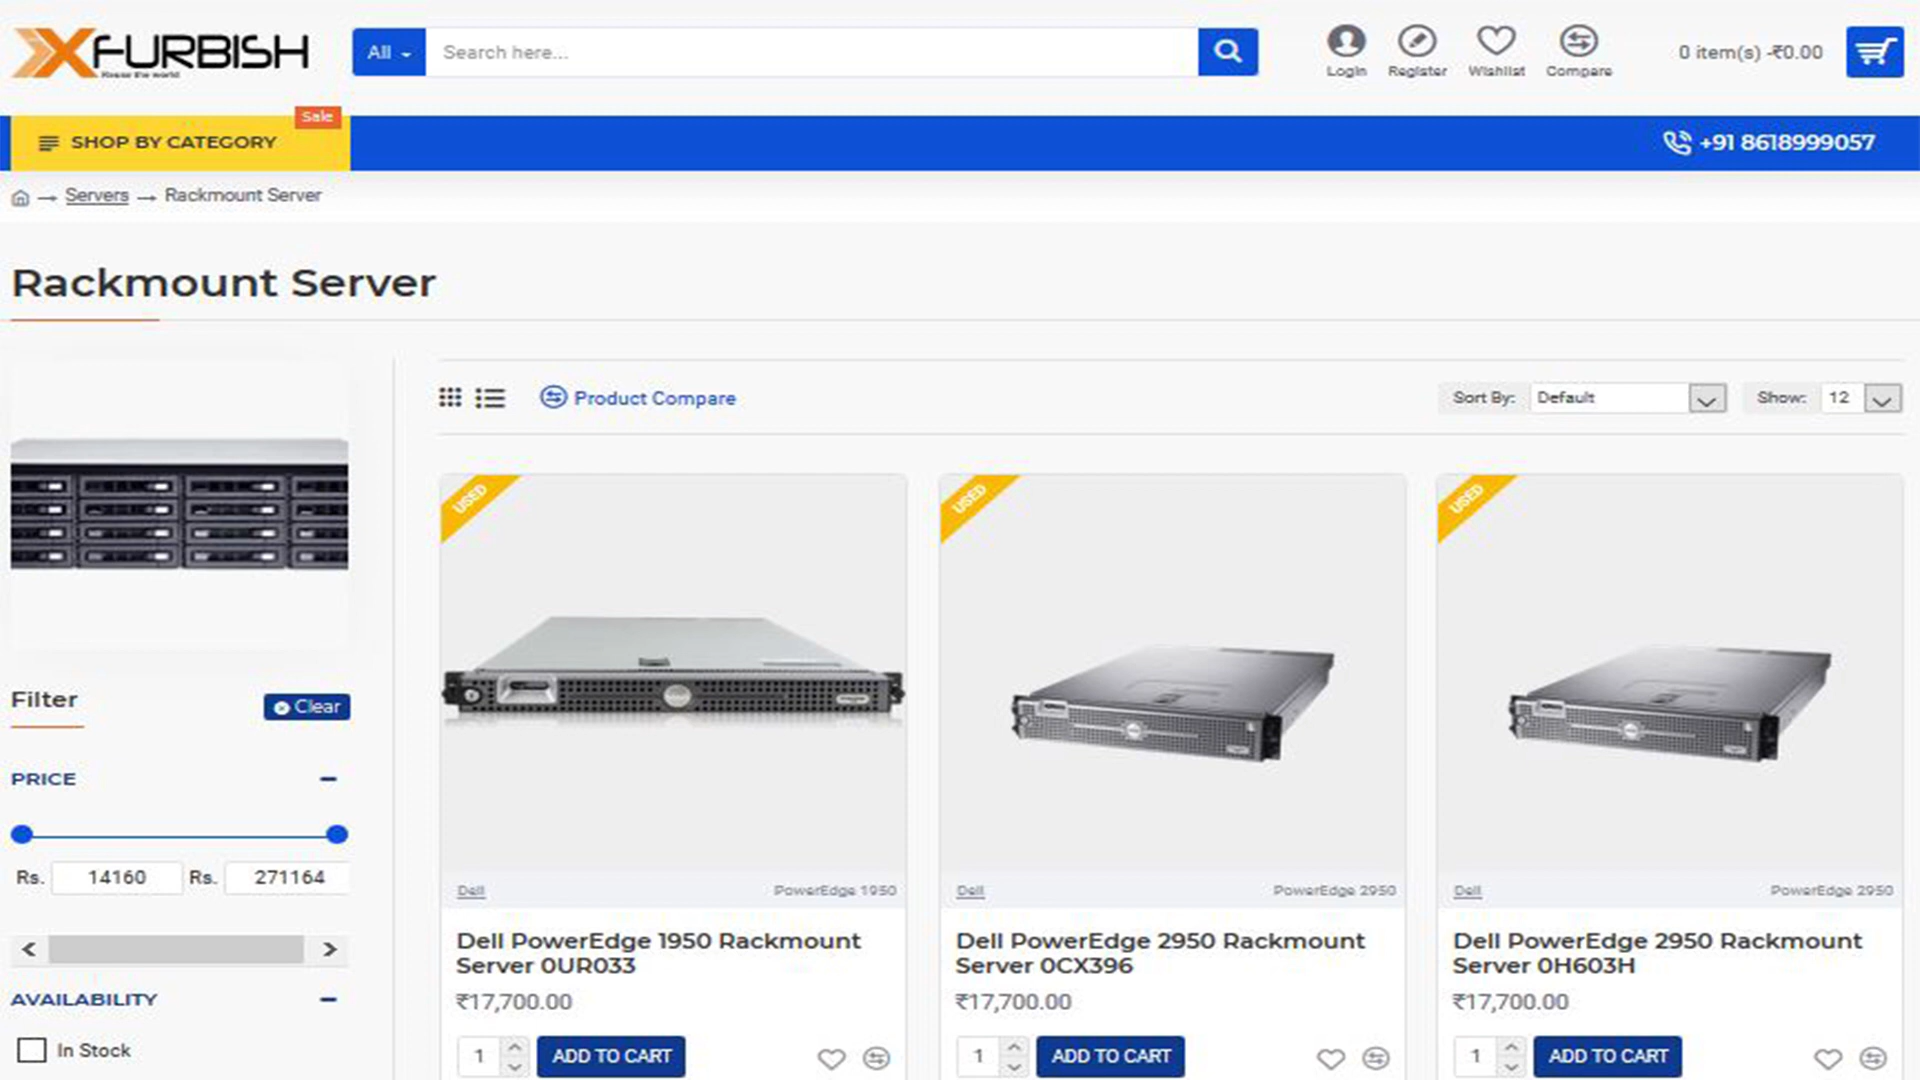 XFURBISH
Reuse the world
All
Search here...
Login
Register
Wishlist
Compare
0 item(s) -₹0.00
Sale
SHOP BY CATEGORY
+91 8618999057
Servers
Rackmount Server
Rackmount Server
Product Compare
Sort By:
Default
Show:
12
Filter
Clear
PRICE
Rs.
14160
Rs.
271164
AVAILABILITY
In Stock
USED
Dell
PowerEdge 1950
Dell PowerEdge 1950 Rackmount
Server 0UR033
₹17,700.00
1
ADD TO CART
USED
Dell
PowerEdge 2950
Dell PowerEdge 2950 Rackmount
Server 0CX396
₹17,700.00
1
ADD TO CART
USED
Dell
PowerEdge 2950
Dell PowerEdge 2950 Rackmount
Server 0H603H
₹17,700.00
1
ADD TO CART